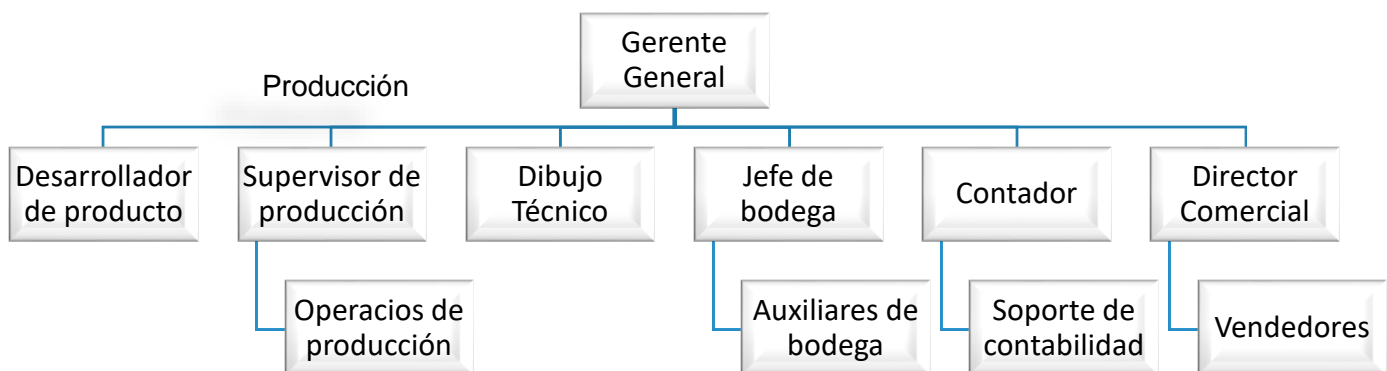 Gerente
General
Producción
Desarrollador
de producto
Supervisor de
producción
Dibujo
Técnico
Jefe de
bodega
Contador
Director
Comercial
Operacios de
producción
Auxiliares de
bodega
Soporte de
contabilidad
Vendedores